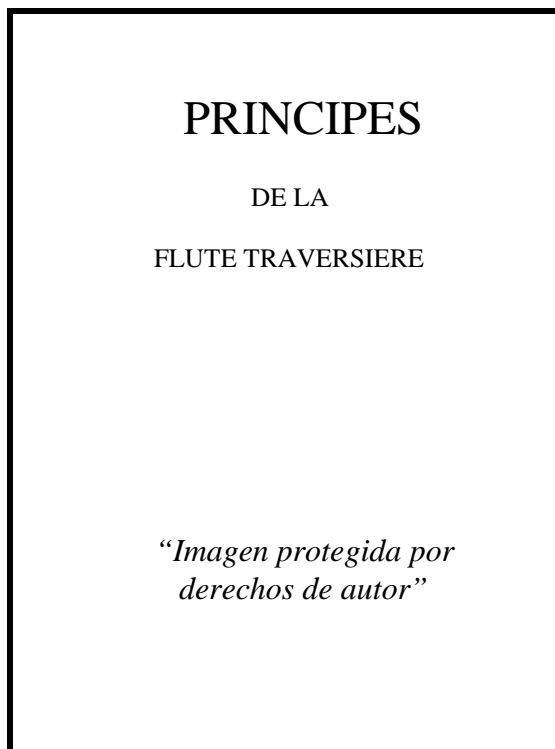 PRINCIPES
DE LA
FLUTE TRAVERSIERE
“Imagen protegida por
derechos de autor”